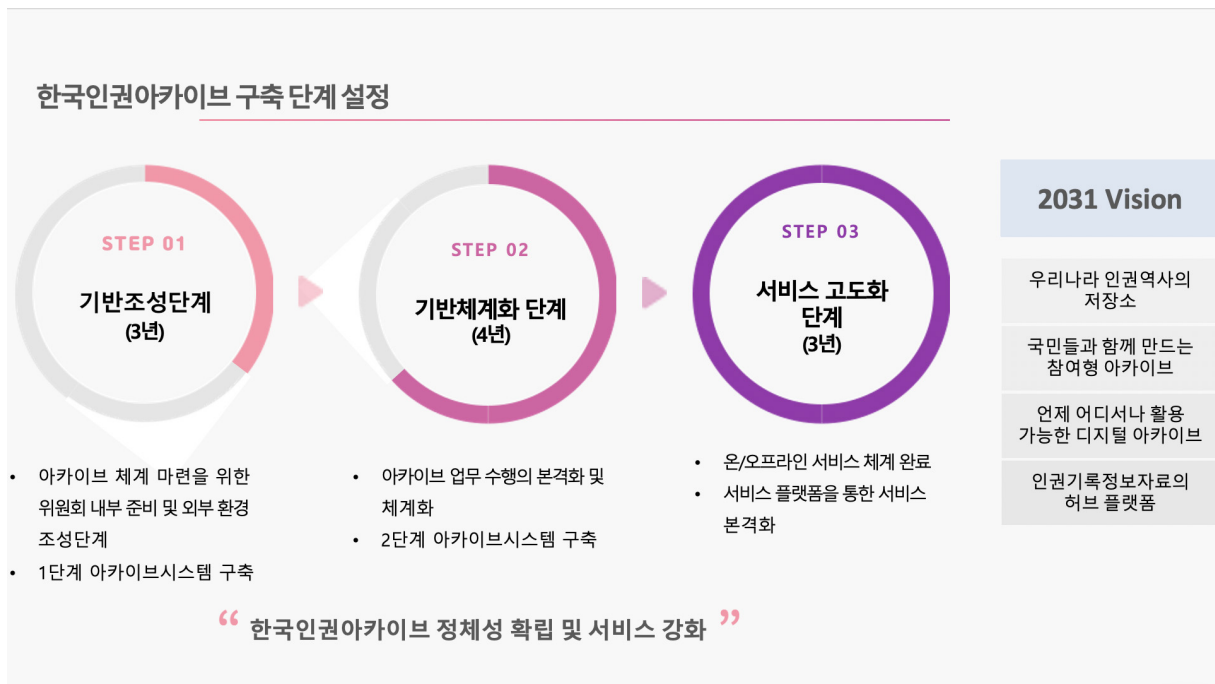 한국인권아카이브 구축 단계 설정
STEP 01
기반조성단계
(3년)
• 아카이브 체계 마련을 위한
위원회 내부 준비 및 외부 환경
조성단계
• 1단계 아카이브시스템 구축
STEP 02
기반체계화 단계
(4년)
• 아카이브 업무 수행의 본격화 및
체계화
• 2단계 아카이브시스템 구축
STEP 03
서비스 고도화
단계
(3년)
• 온/오프라인 서비스 체계 완료
• 서비스 플랫폼을 통한 서비스
본격화
2031 Vision
우리나라 인권역사의
저장소
국민들과 함께 만드는
참여형 아카이브
언제 어디서나 활용
가능한 디지털 아카이브
인권기록정보자료의
허브 플랫폼
“ 한국인권아카이브 정체성 확립 및 서비스 강화 ”